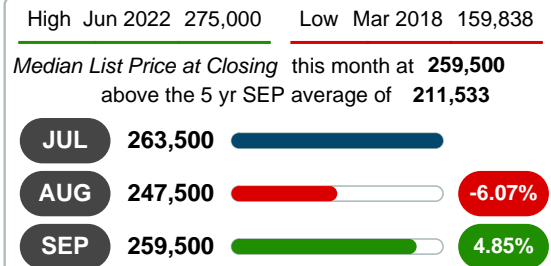 High Jun 2022 275,000 Low Mar 2018 159,838
Median List Price at Closing this month at 259,500
above the 5 yr SEP average of 211,533
JUL 263,500
AUG 247,500 -6.07%
SEP 259,500 4.85%